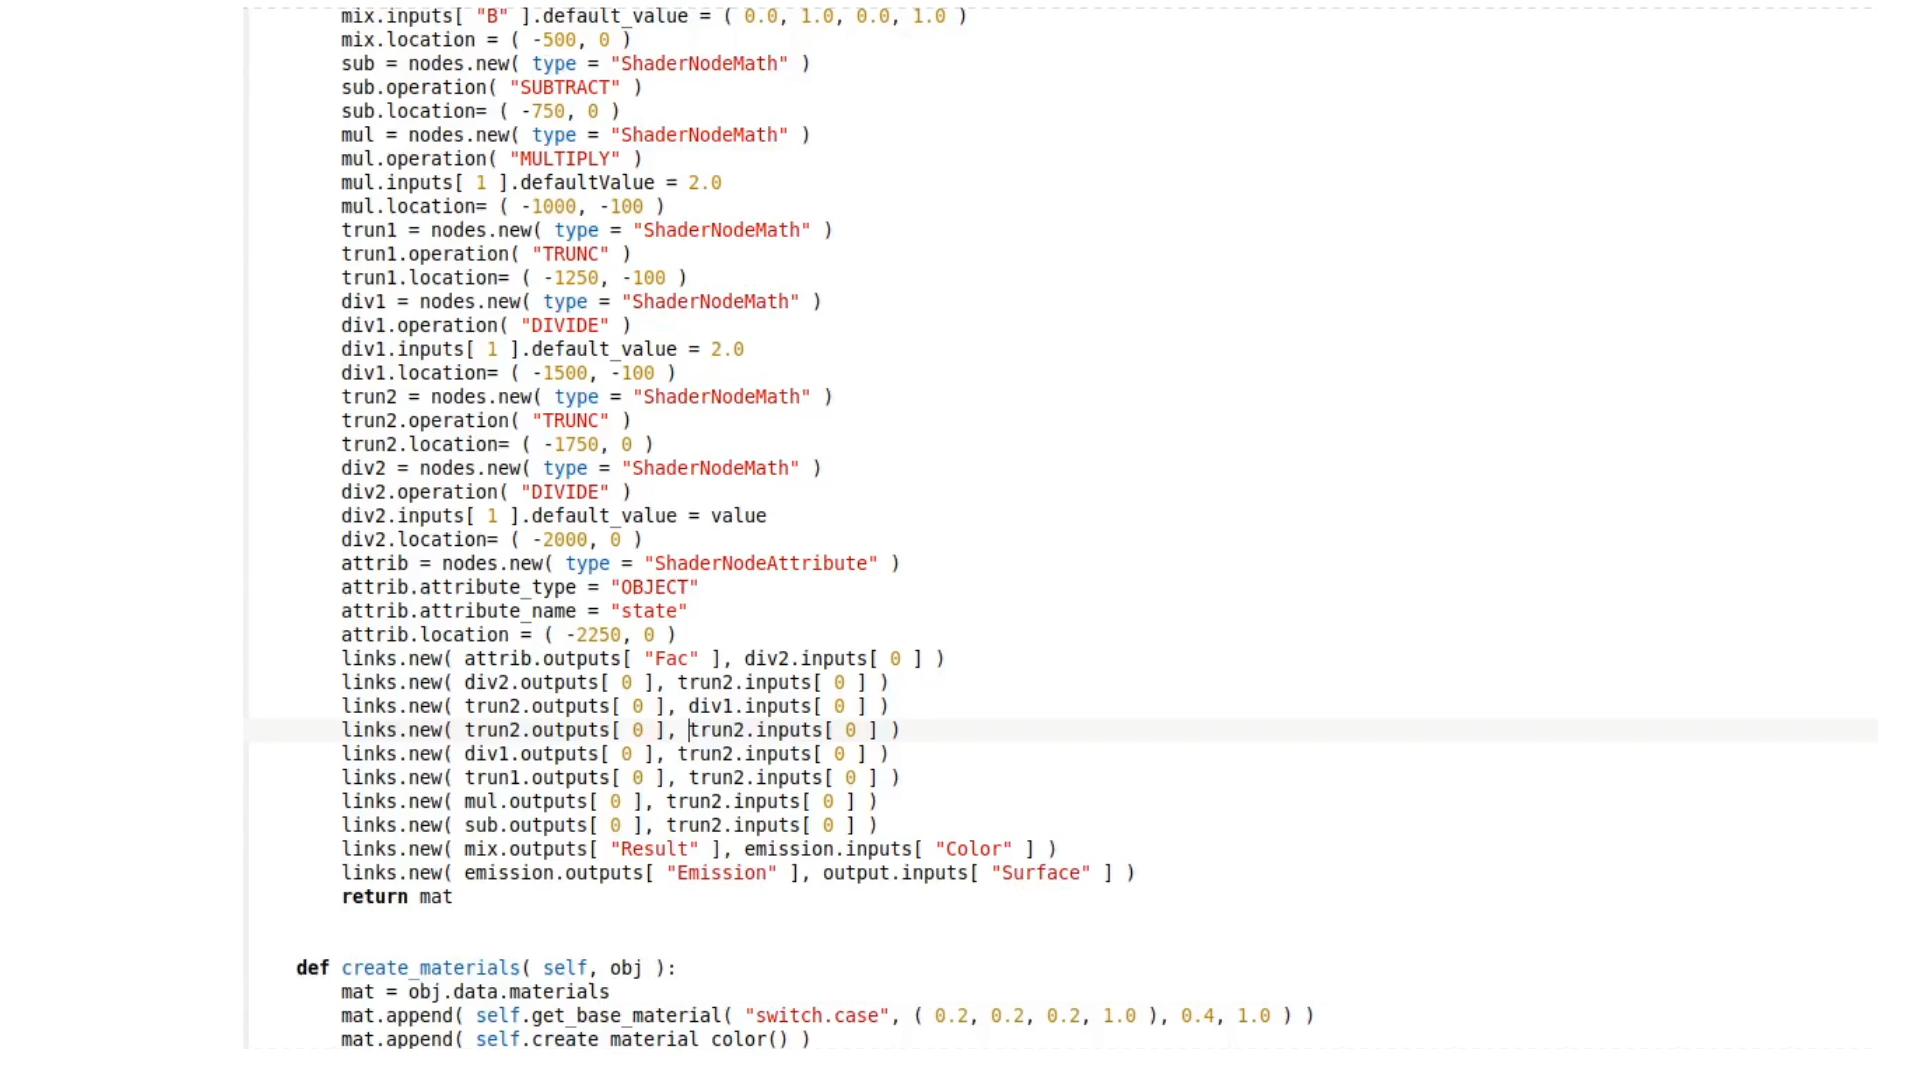 mix.inputs[ "B" ].default_value = ( 0.0, 1.0, 0.0, 1.0 )
mix.location = ( -500, 0 )
sub = nodes.new( type = "ShaderNodeMath" )
sub.operation( "SUBTRACT" )
sub.location= ( -750, 0 )
mul = nodes.new( type = "ShaderNodeMath" )
mul.operation( "MULTIPLY" )
mul.inputs[ 1 ].defaultValue = 2.0
mul.location= ( -1000, -100 )
trun1 = nodes.new( type = "ShaderNodeMath" )
trun1.operation( "TRUNC" )
trun1.location= ( -1250, -100 )
div1 = nodes.new( type = "ShaderNodeMath" )
div1.operation( "DIVIDE" )
div1.inputs[ 1 ].default_value = 2.0
div1.location= ( -1500, -100 )
trun2 = nodes.new( type = "ShaderNodeMath" )
trun2.operation( "TRUNC" )
trun2.location= ( -1750, 0 )
div2 = nodes.new( type = "ShaderNodeMath" )
div2.operation( "DIVIDE" )
div2.inputs[ 1 ].default_value = value
div2.location= ( -2000, 0 )
attrib = nodes.new( type = "ShaderNodeAttribute" )
attrib.attribute_type = "OBJECT"
attrib.attribute_name = "state"
attrib.location = ( -2250, 0 )
links.new( attrib.outputs[ "Fac" ], div2.inputs[ 0 ] )
links.new( div2.outputs[ 0 ], trun2.inputs[ 0 ] )
links.new( trun2.outputs[ 0 ], div1.inputs[ 0 ] )
links.new( trun2.outputs[ 0 ], trun2.inputs[ 0 ] )
links.new( div1.outputs[ 0 ], trun2.inputs[ 0 ] )
links.new( trun1.outputs[ 0 ], trun2.inputs[ 0 ] )
links.new( mul.outputs[ 0 ], trun2.inputs[ 0 ] )
links.new( sub.outputs[ 0 ], trun2.inputs[ 0 ] )
links.new( mix.outputs[ "Result" ], emission.inputs[ "Color" ] )
links.new( emission.outputs[ "Emission" ], output.inputs[ "Surface" ] )
return mat
def create_materials( self, obj ):
mat = obj.data.materials
mat.append( self.get_base_material( "switch.case", ( 0.2, 0.2, 0.2, 1.0 ), 0.4, 1.0 ) )
mat.append( self.create_material_color() )